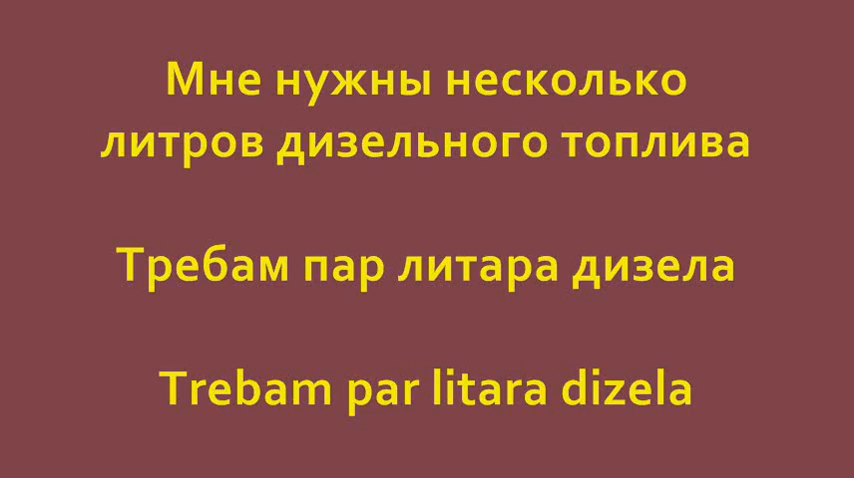 Мне нужны несколько
литров дизельного топлива
Требам пар литара дизела
Trebam par litara dizela